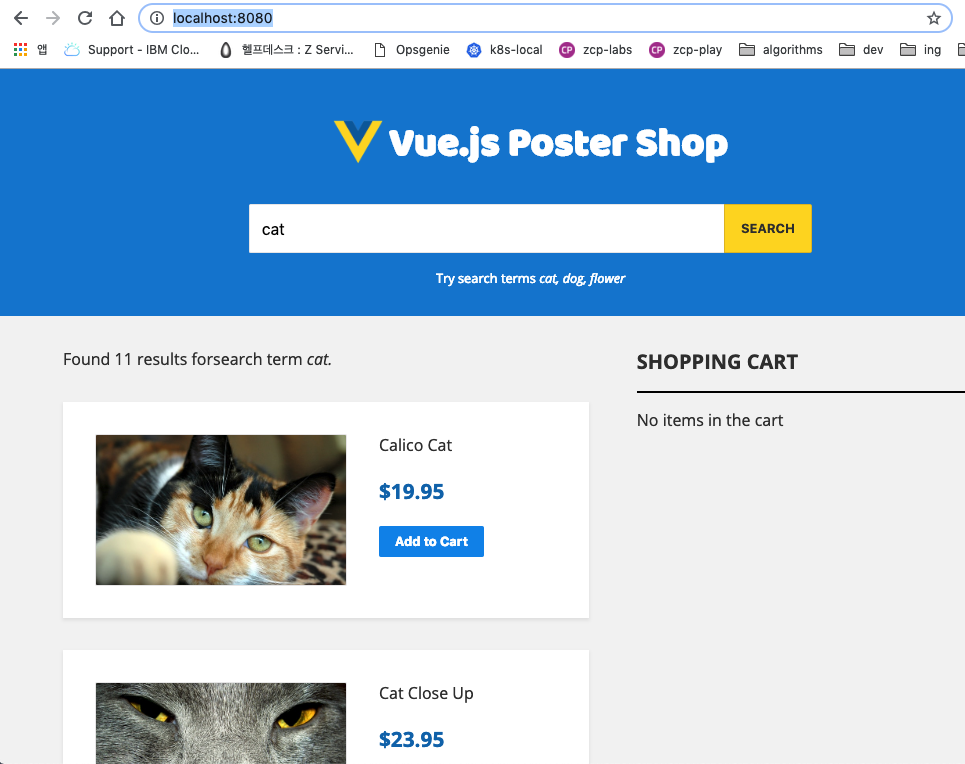 localhost:8080
앱 Support - IBM Clo... 헬프데스크 : Z Servi... Opsgenie k8s-local CP zcp-labs CP zcp-play algorithms dev ing
Vue.js Poster Shop
cat SEARCH
Try search terms cat, dog, flower
Found 11 results forsearch term cat.
SHOPPING CART
No items in the cart
Calico Cat
$19.95
Add to Cart
Cat Close Up
$23.95